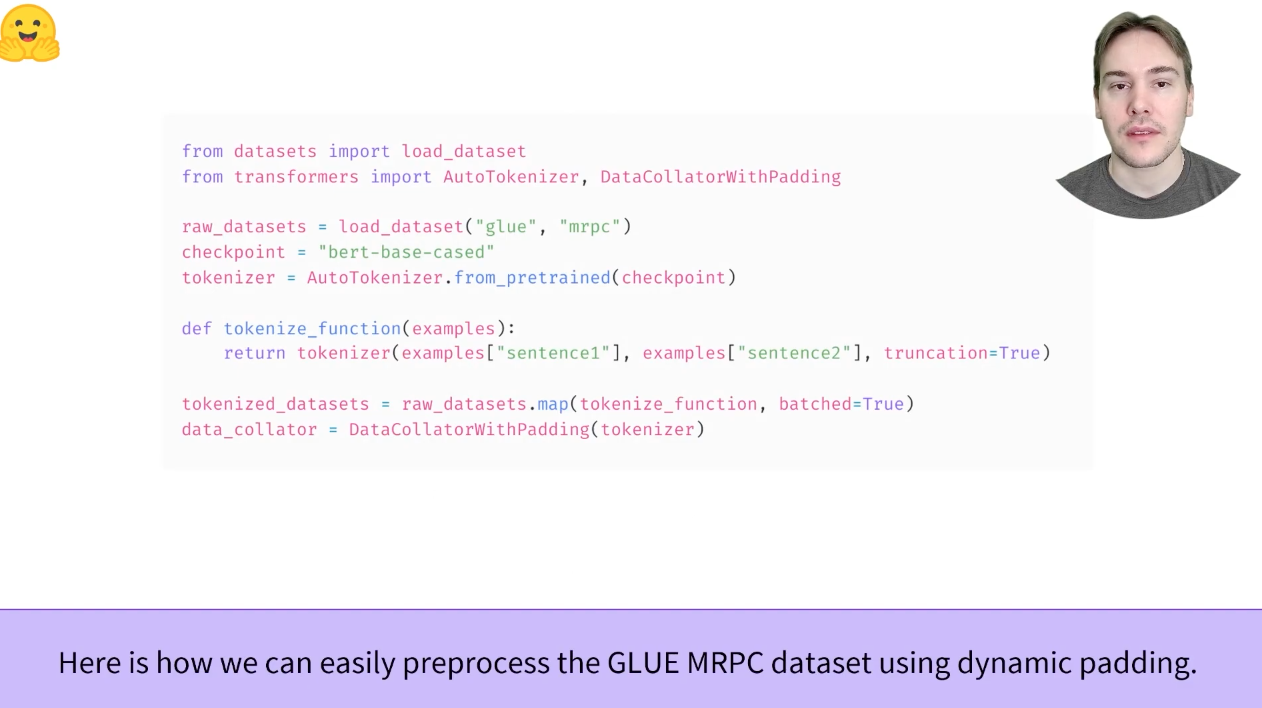 from datasets import load_dataset
from transformers import AutoTokenizer, DataCollatorWithPadding
raw_datasets = load_dataset("glue", "mrpc")
checkpoint = "bert-base-cased"
tokenizer = AutoTokenizer.from_pretrained(checkpoint)
def tokenize_function(examples):
    return tokenizer(examples["sentence1"], examples["sentence2"], truncation=True)
tokenized_datasets = raw_datasets.map(tokenize_function, batched=True)
data_collator = DataCollatorWithPadding(tokenizer)
Here is how we can easily preprocess the GLUE MRPC dataset using dynamic padding.